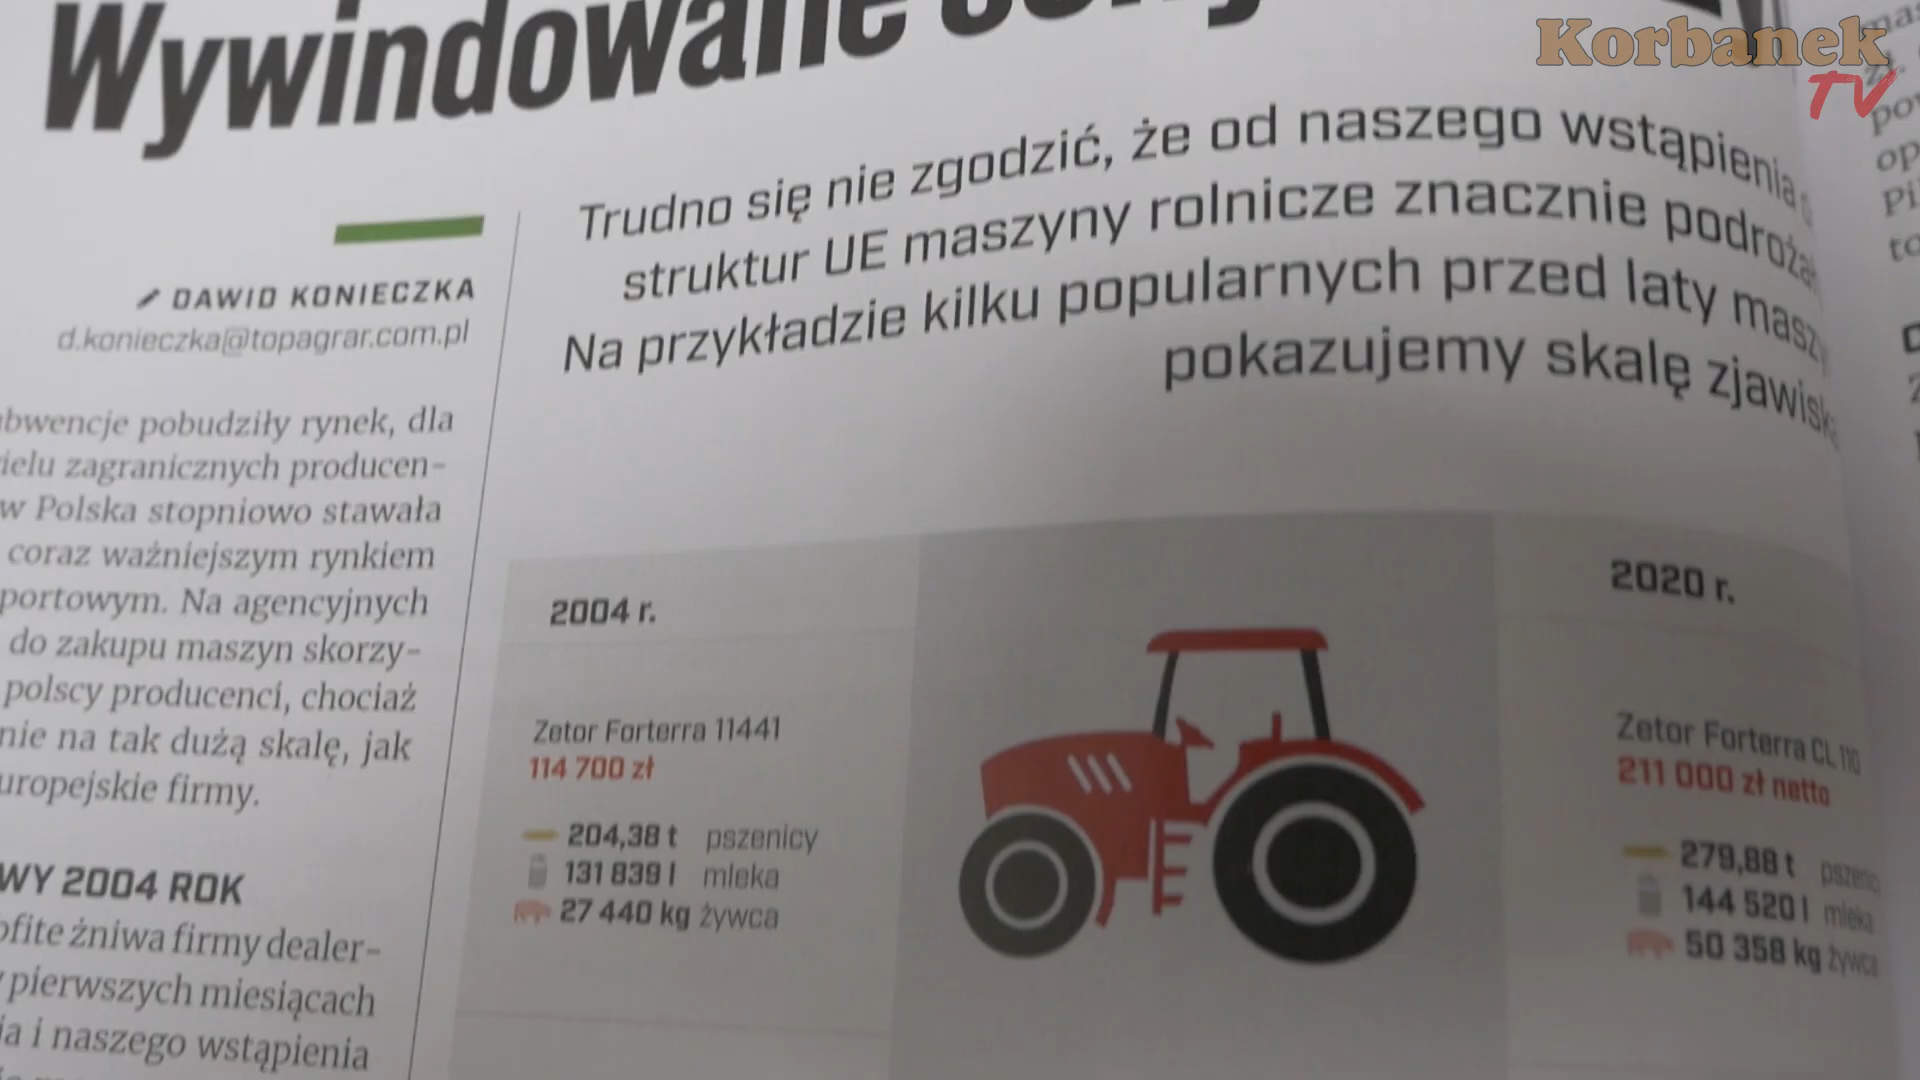 Wywindowane
Korbanek
TV
DAWID KONIECZKA
d.konieczka@topagrar.com.pl
Trudno się nie zgodzić, że od naszego wstąpienia
struktur UE maszyny rolnicze znacznie podrożał
Na przykładzie kilku popularnych przed laty maszy
pokazujemy skalę zjawisk
bwencje pobudziły rynek, dla
ielu zagranicznych producen-
w Polska stopniowo stawała
coraz ważniejszym rynkiem
portowym. Na agencyjnych
do zakupu maszyn skorzy-
polscy producenci, chociaż
nie na tak dużą skalę, jak
uropejskie firmy.
WY 2004 ROK
ofite żniwa firmy dealer-
pierwszych miesiącach
ia i naszego wstąpienia
2004 r.
Zetor Forterra 11441
114 700 zł
204,38 t pszenicy
131 839 l mleka
27 440 kg żywca
2020 r.
Zetor Forterra CL 110
211 000 zł netto
279,88 t pszenic
144 520 l mleka
50 358 kg żywca